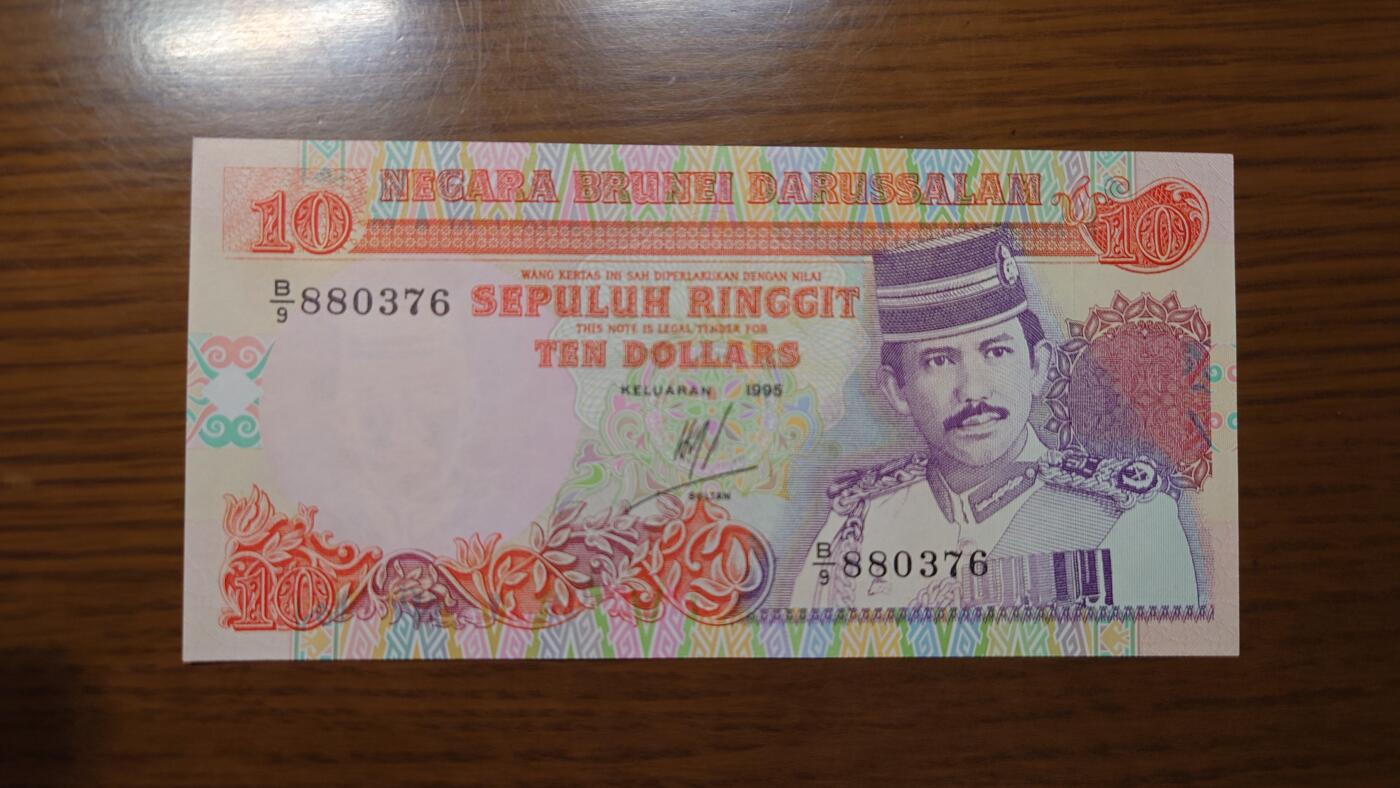 10 NEGARA BRUNEI DARUSSALAM 10
WANG KERTAS INI SAH DIPERLAKUKAN DENGAN NILAI
B/9 880376 SEPULUH RINGGIT
THIS NOTE IS LEGAL TENDER FOR
TEN DOLLARS
KELUARAN 1995
SULTAN
B/9 880376
10